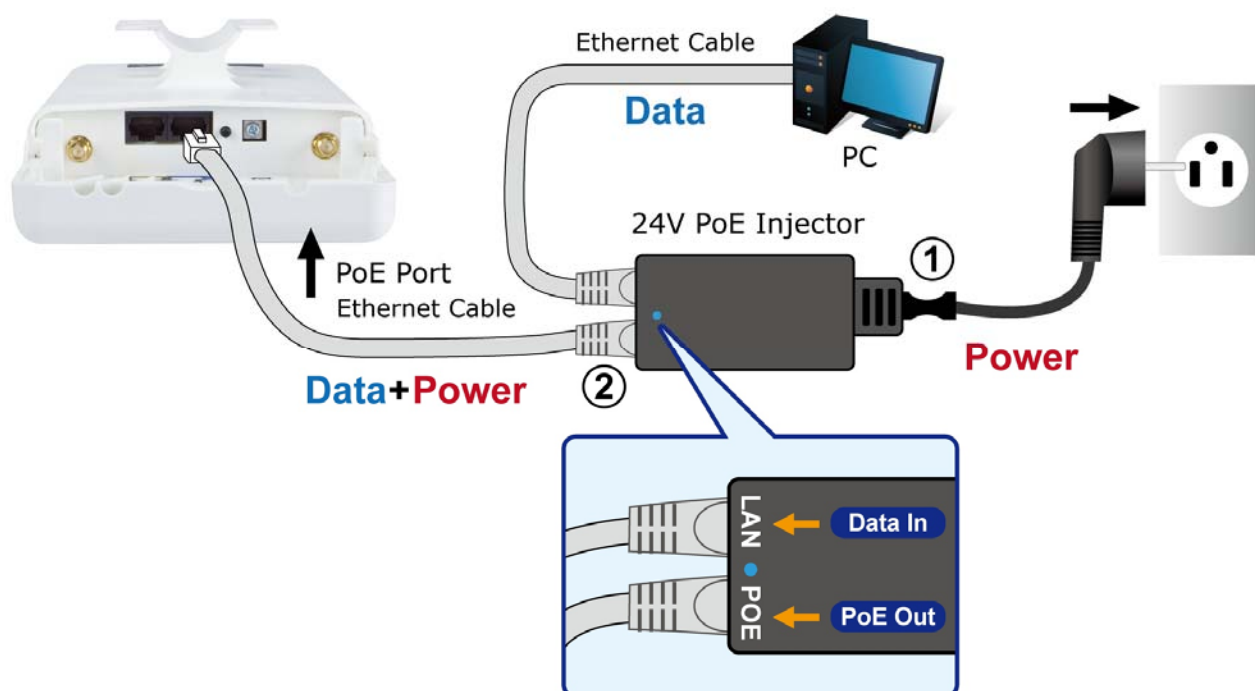 Ethernet Cable
Data
PC
24V PoE Injector
1
PoE Port
Ethernet Cable
Power
Data+Power
2
LAN
Data In
POE
PoE Out